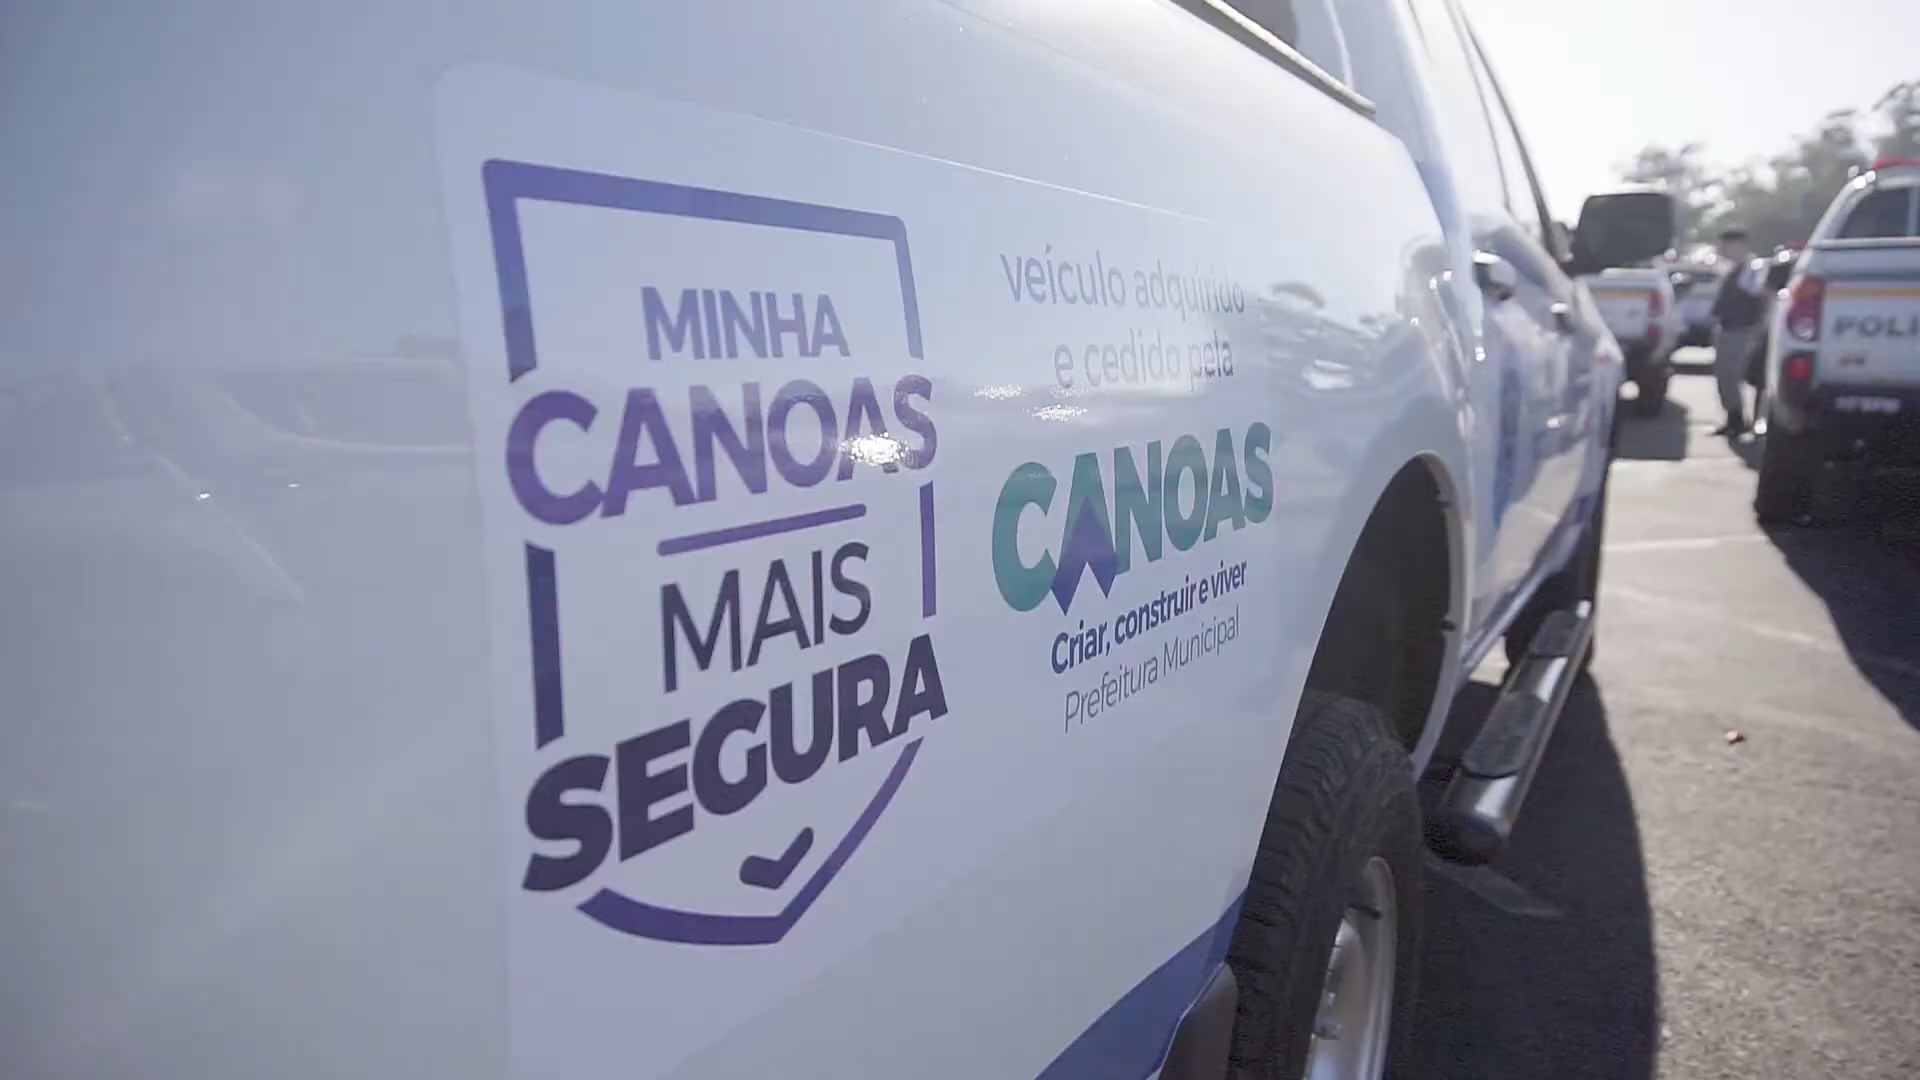 MINHA
CANOAS
MAIS
SEGURA
veículo adquirido
e cedido pela
CANOAS
Criar, construir e viver
Prefeitura Municipal